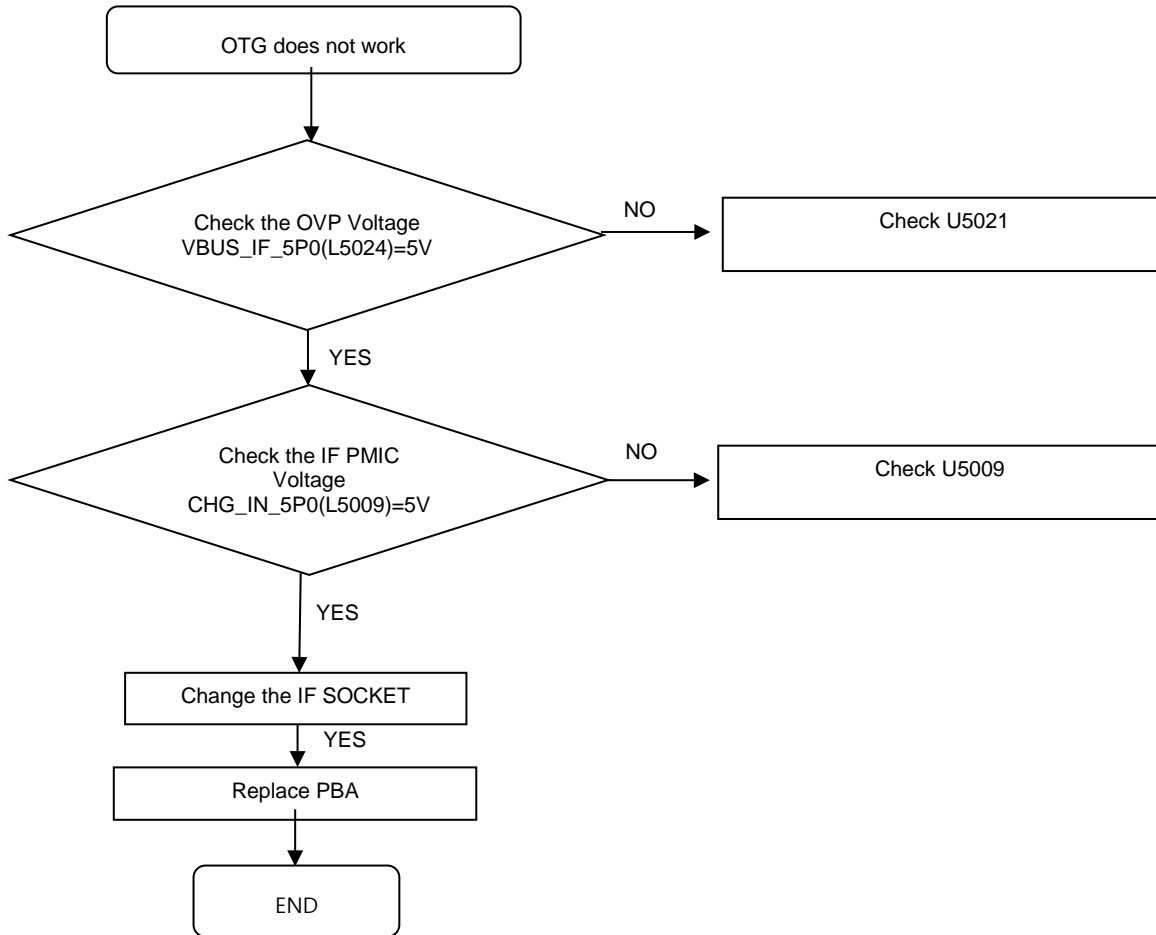 OTG does not work
Check the OVP Voltage
VBUS_IF_5P0(L5024)=5V
NO
Check U5021
YES
Check the IF PMIC
Voltage
CHG_IN_5P0(L5009)=5V
NO
Check U5009
YES
Change the IF SOCKET
YES
Replace PBA
END